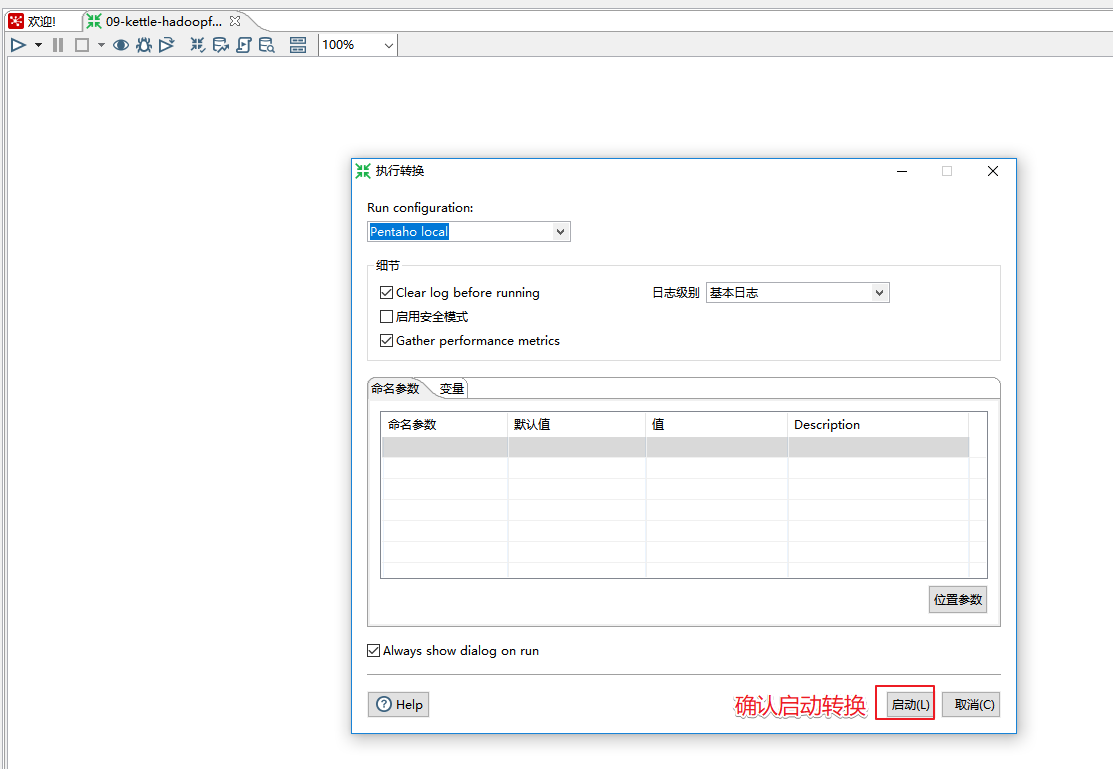 欢迎!
09-kettle-hadoopf...
100%
执行转换
Run configuration:
Pentaho local
细节
Clear log before running
日志级别
基本日志
启用安全模式
Gather performance metrics
命名参数
变量
命名参数
默认值
值
Description
位置参数
Always show dialog on run
Help
确认启动转换
启动(L)
取消(C)